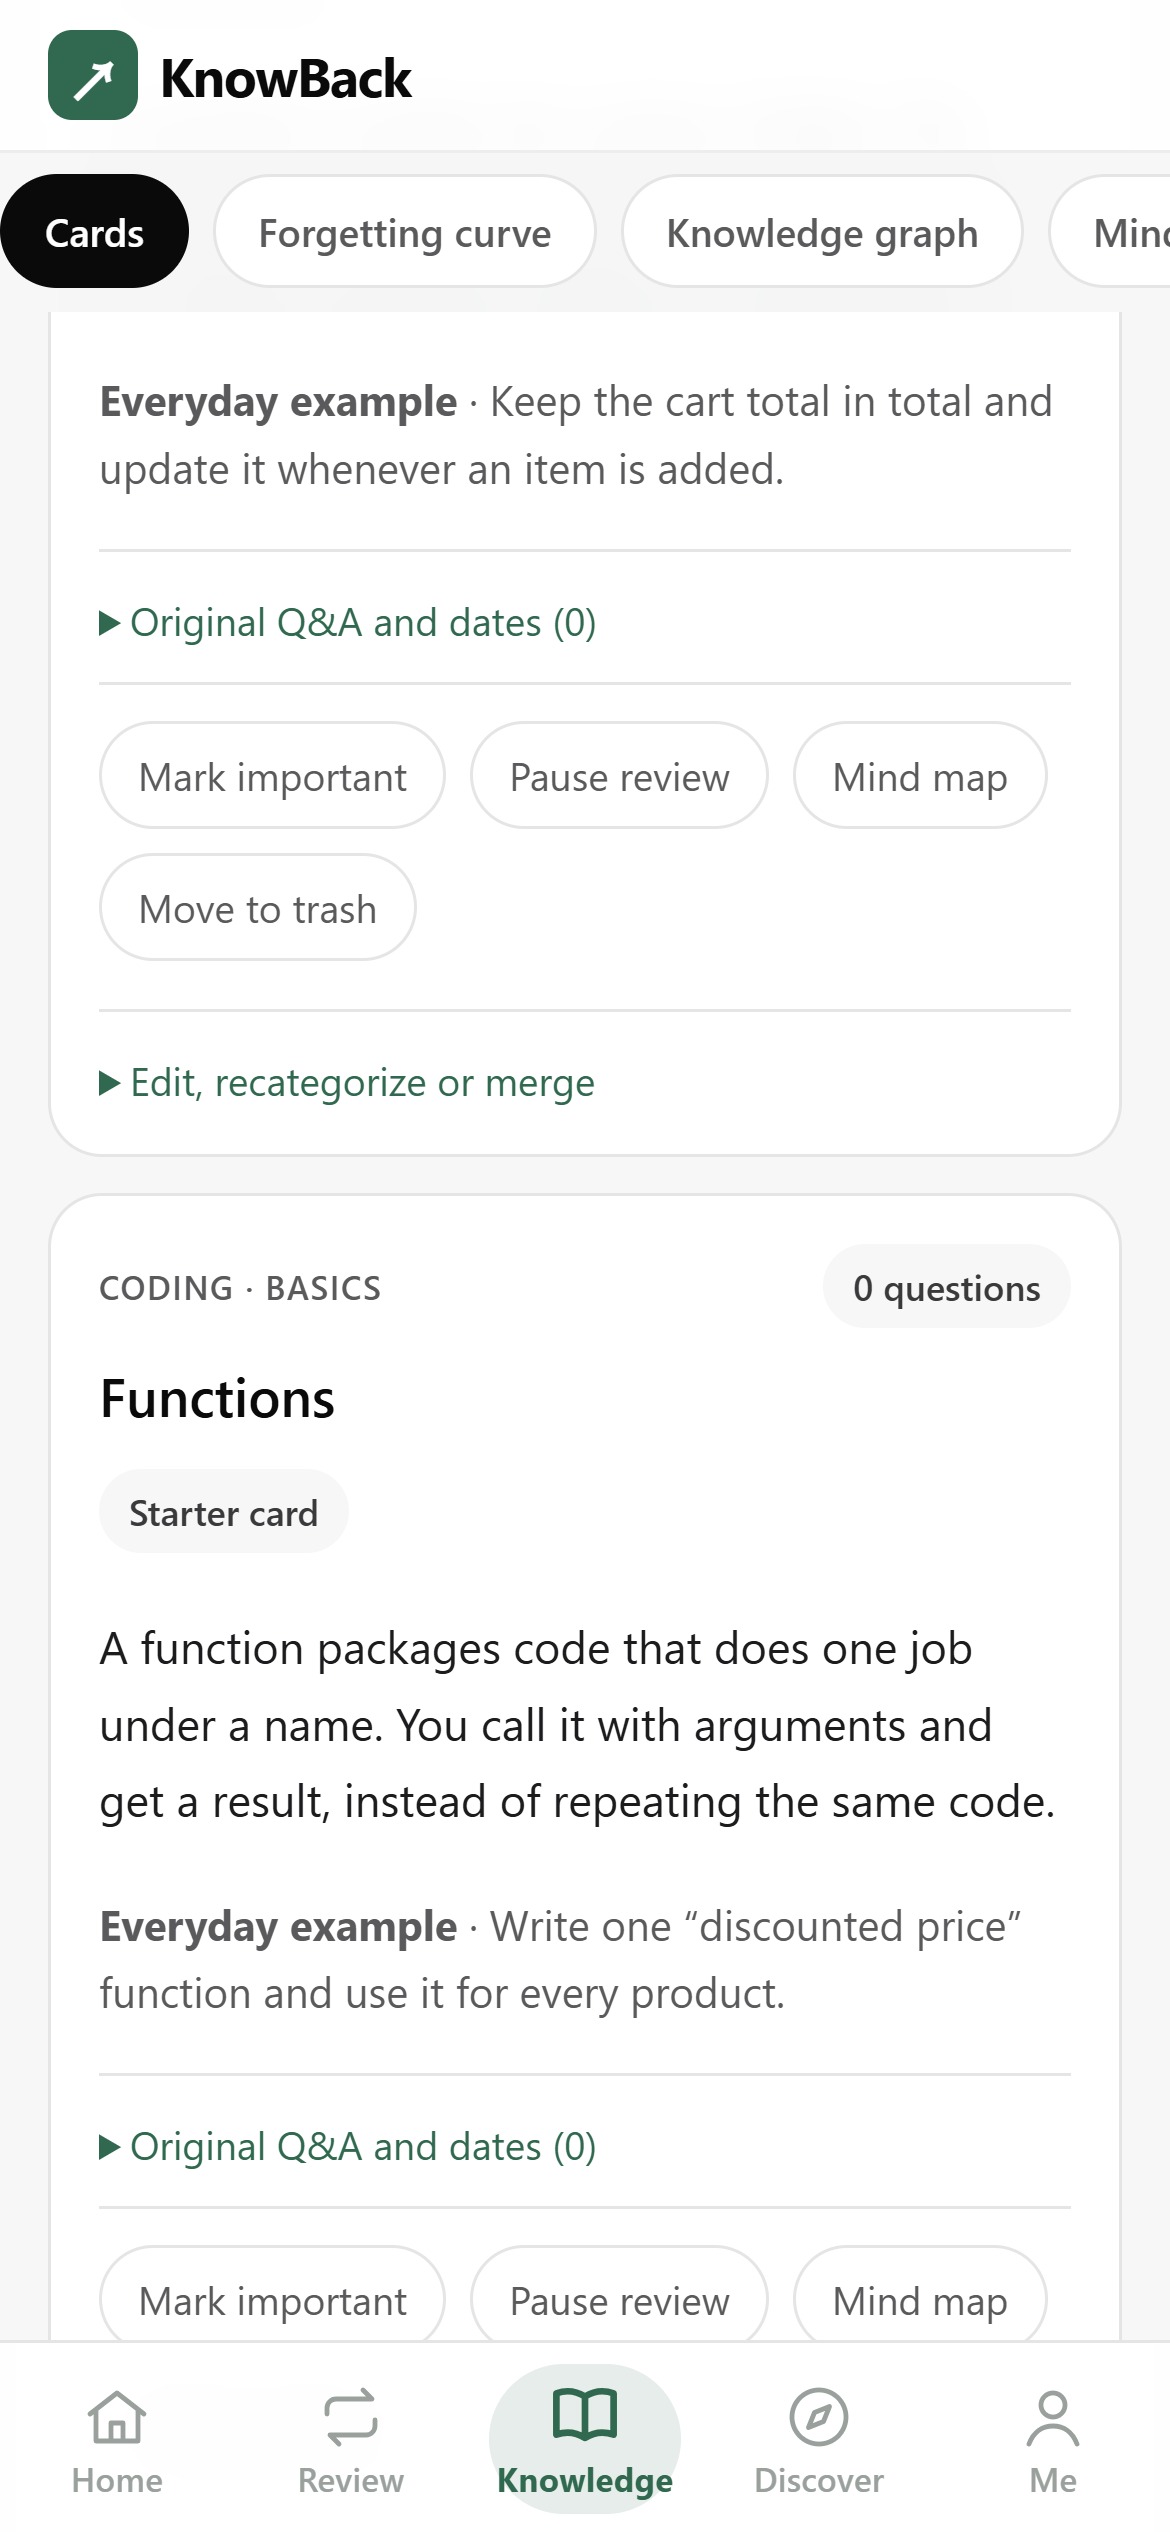 KnowBack
Cards
Forgetting curve
Knowledge graph
Everyday example · Keep the cart total in total and
update it whenever an item is added.
▶ Original Q&A and dates (0)
Mark important
Pause review
Mind map
Move to trash
▶ Edit, recategorize or merge
CODING · BASICS
0 questions
Functions
Starter card
A function packages code that does one job
under a name. You call it with arguments and
get a result, instead of repeating the same code.
Everyday example · Write one “discounted price”
function and use it for every product.
▶ Original Q&A and dates (0)
Mark important
Pause review
Mind map
Home
Review
Knowledge
Discover
Me